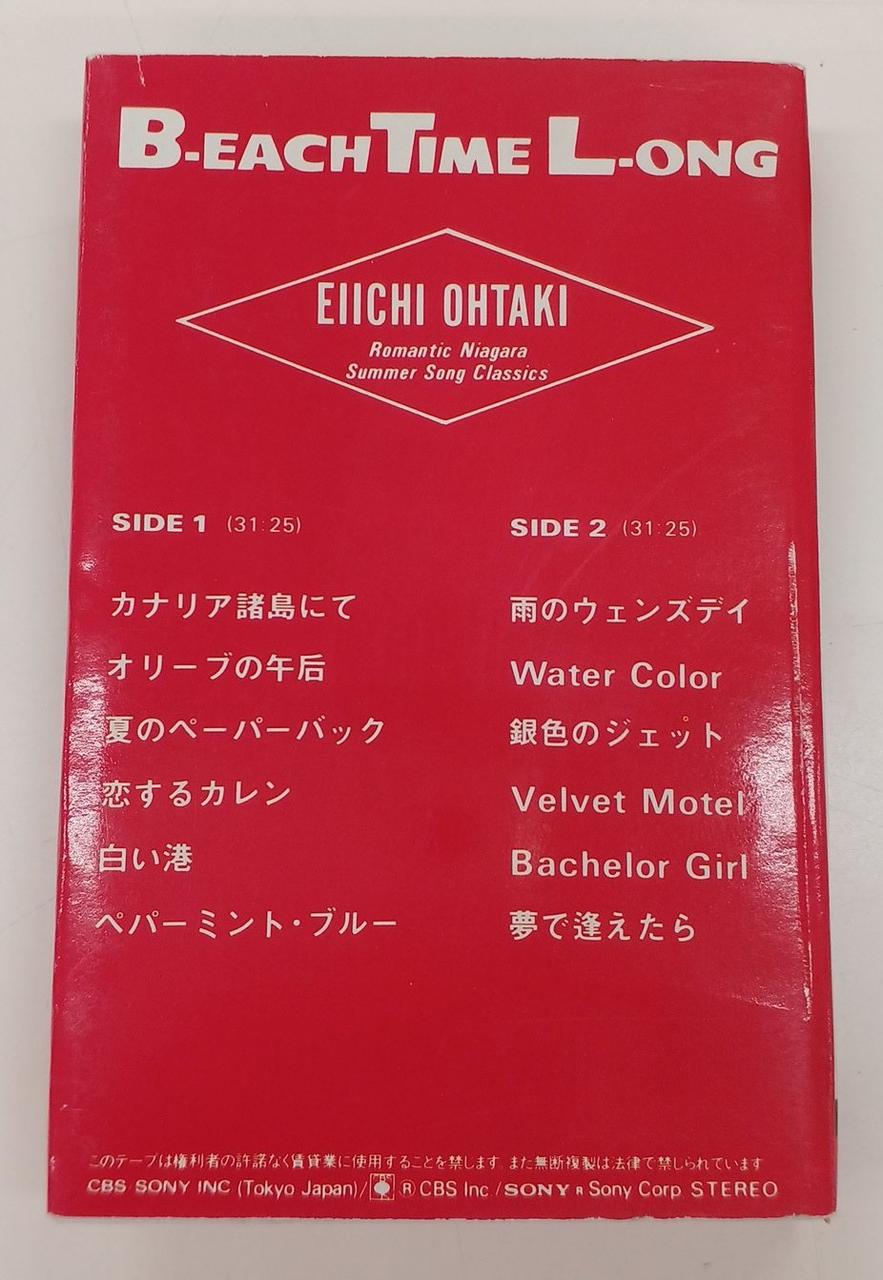 B-EACH TIME L-ONG
EIICHI OHTAKI
Romantic Niagara
Summer Song Classics
SIDE 1 (31:25)
カナリア諸島にて
オリーブの午后
夏のペーパーバック
恋するカレン
白い港
ペパーミント・ブルー
SIDE 2 (31:25)
雨のウェンズデイ
Water Color
銀色のジェット
Velvet Motel
Bachelor Girl
夢で逢えたら
このテープは権利者の許諾なく賃貸業に使用することを禁じます。また無断複製は法律で禁じられています
CBS SONY INC (Tokyo Japan)/ ® CBS Inc./SONY ® Sony Corp STEREO